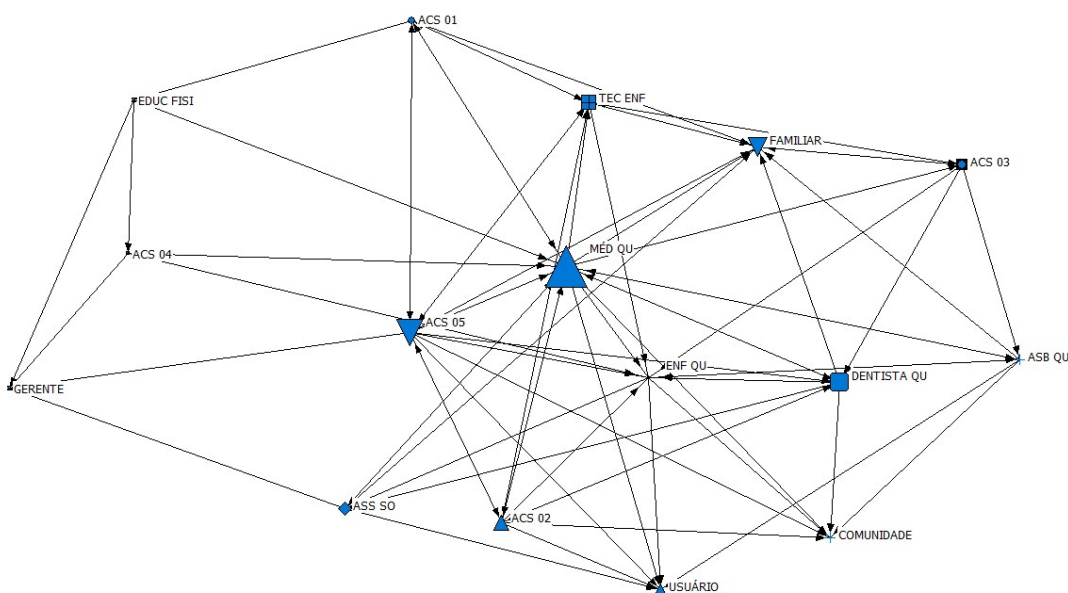 ACS 01
EDUC FISI
TEC ENF
FAMILIAR
ACS 03
MÉD QU
ACS 04
ACS 05
ENF QU
ASB QU
DENTISTA QU
GERENTE
ASS SO
ACS 02
COMUNIDADE
USUÁRIO